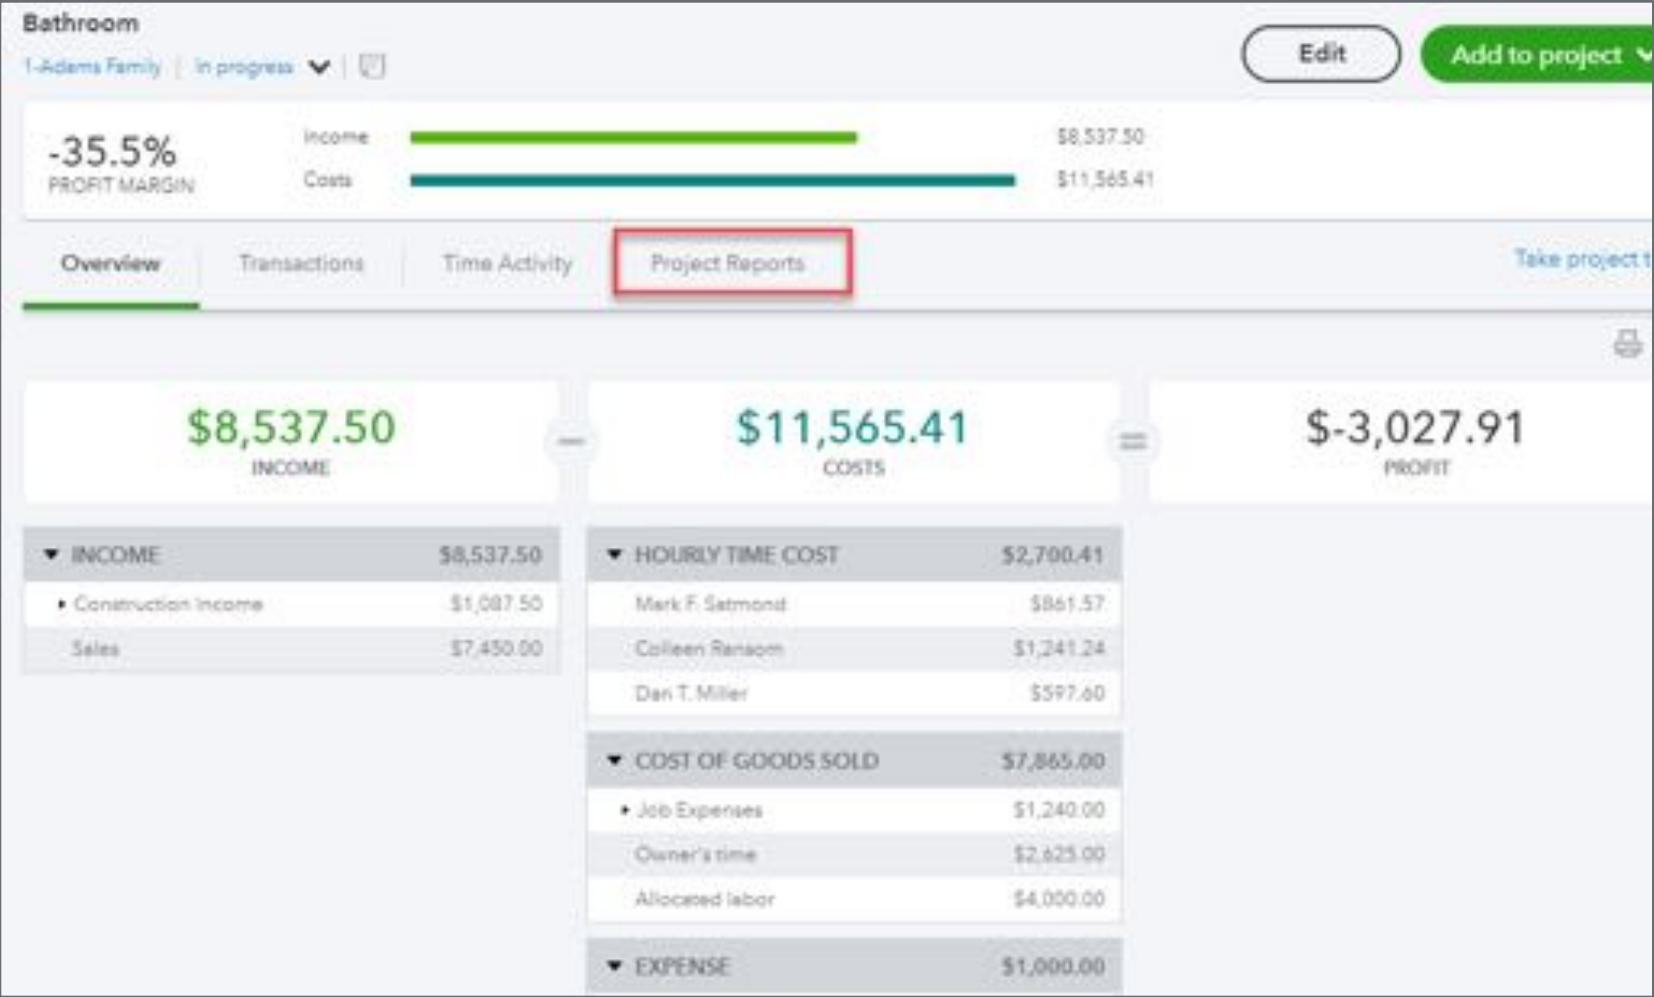 Bathroom
1-Adams Family In progress
Edit
Add to project
-35.5%
PROFIT MARGIN
Income $8,537.50
Costs $11,565.41
Overview Transactions Time Activity Project Reports Take project t
$8,537.50
INCOME
$11,565.41
COSTS
$-3,027.91
PROFIT
INCOME $8,537.50
Construction Income $1,087.50
Sales $7,450.00
HOURLY TIME COST $2,700.41
Mark F. Satmond $861.57
Colleen Ransom $1,241.24
Dan T. Miller $597.60
COST OF GOODS SOLD $7,865.00
Job Expenses $1,240.00
Owner's time $2,625.00
Allocated labor $4,000.00
EXPENSE $1,000.00